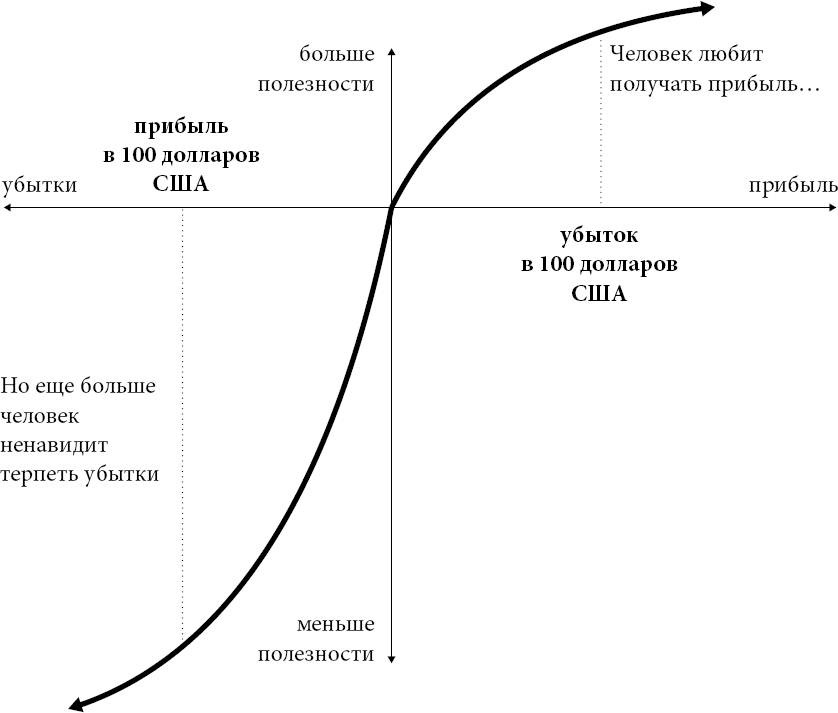 больше
полезности
Человек любит
получать прибыль…
прибыль
в 100 долларов
США
убытки
прибыль
убыток
в 100 долларов
США
Но еще больше
человек
ненавидит
терпеть убытки
меньше
полезности